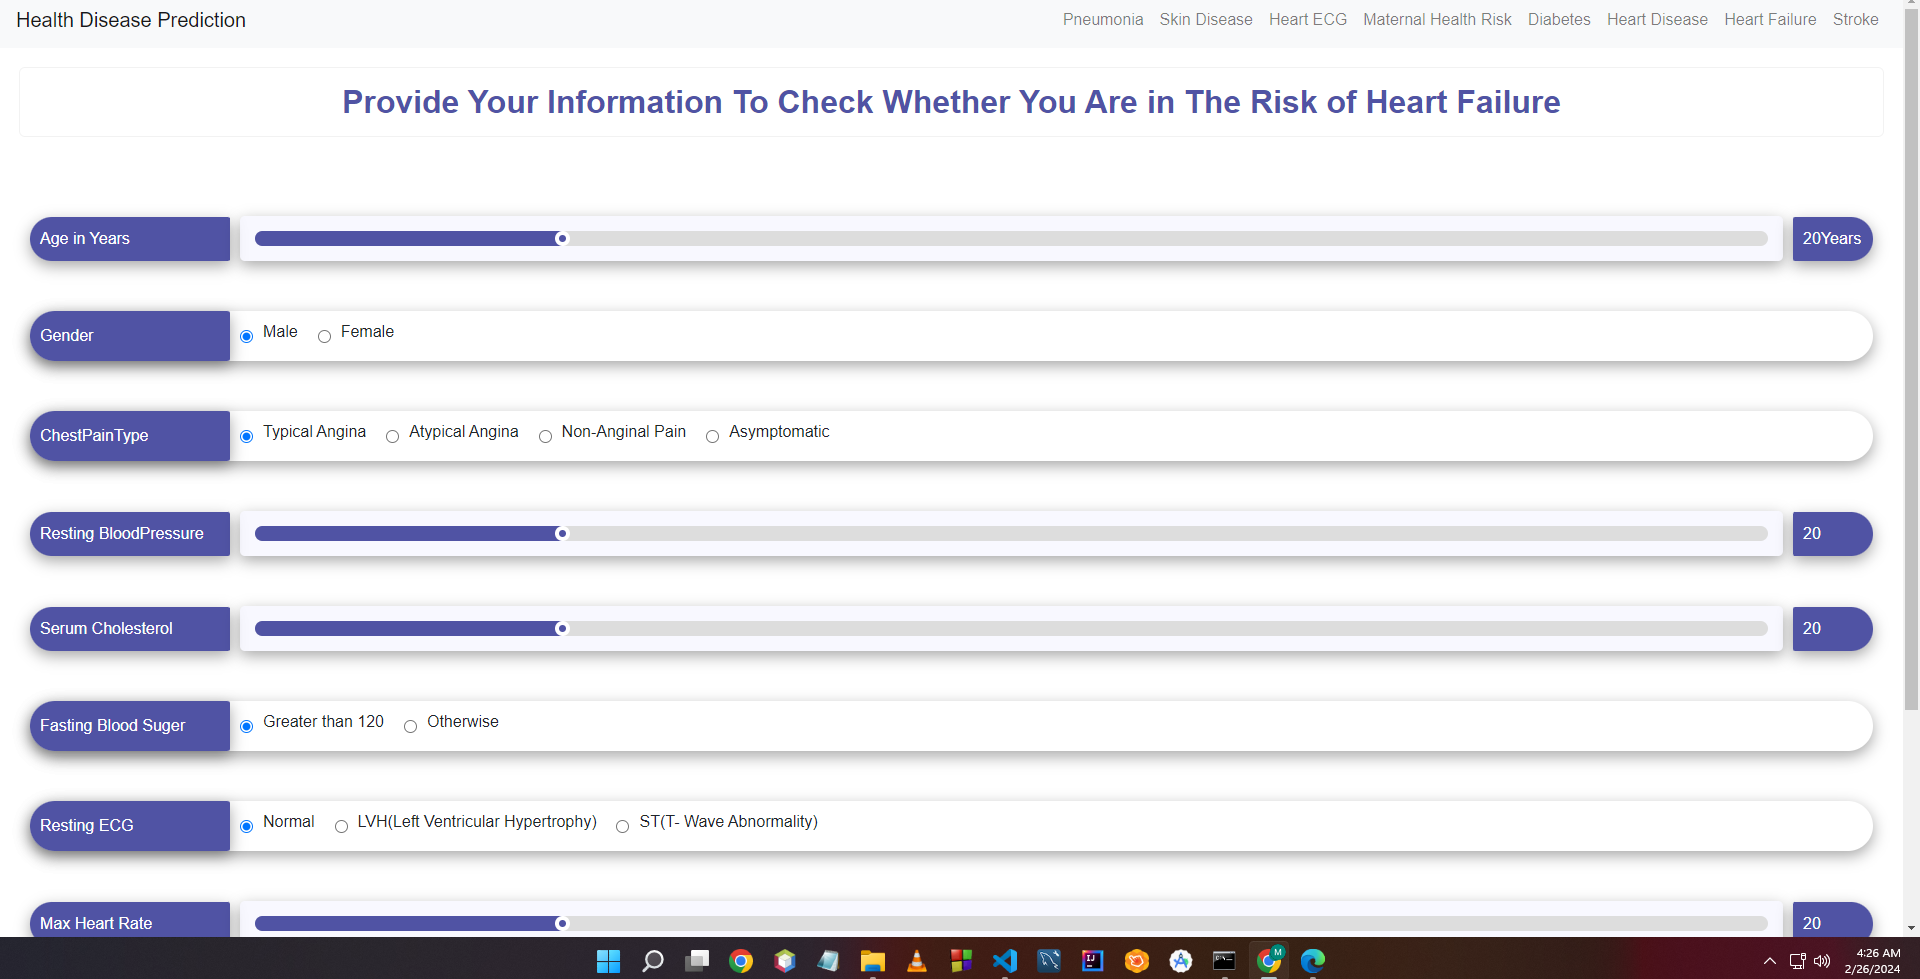 Health Disease Prediction
Pneumonia Skin Disease Heart ECG Maternal Health Risk Diabetes Heart Disease Heart Failure Stroke
Provide Your Information To Check Whether You Are in The Risk of Heart Failure
Age in Years 20Years
Gender Male Female
ChestPainType Typical Angina Atypical Angina Non-Anginal Pain Asymptomatic
Resting BloodPressure 20
Serum Cholesterol 20
Fasting Blood Suger Greater than 120 Otherwise
Resting ECG Normal LVH(Left Ventricular Hypertrophy) ST(T- Wave Abnormality)
Max Heart Rate 20
IJ
M
4:26 AM
2/26/2024